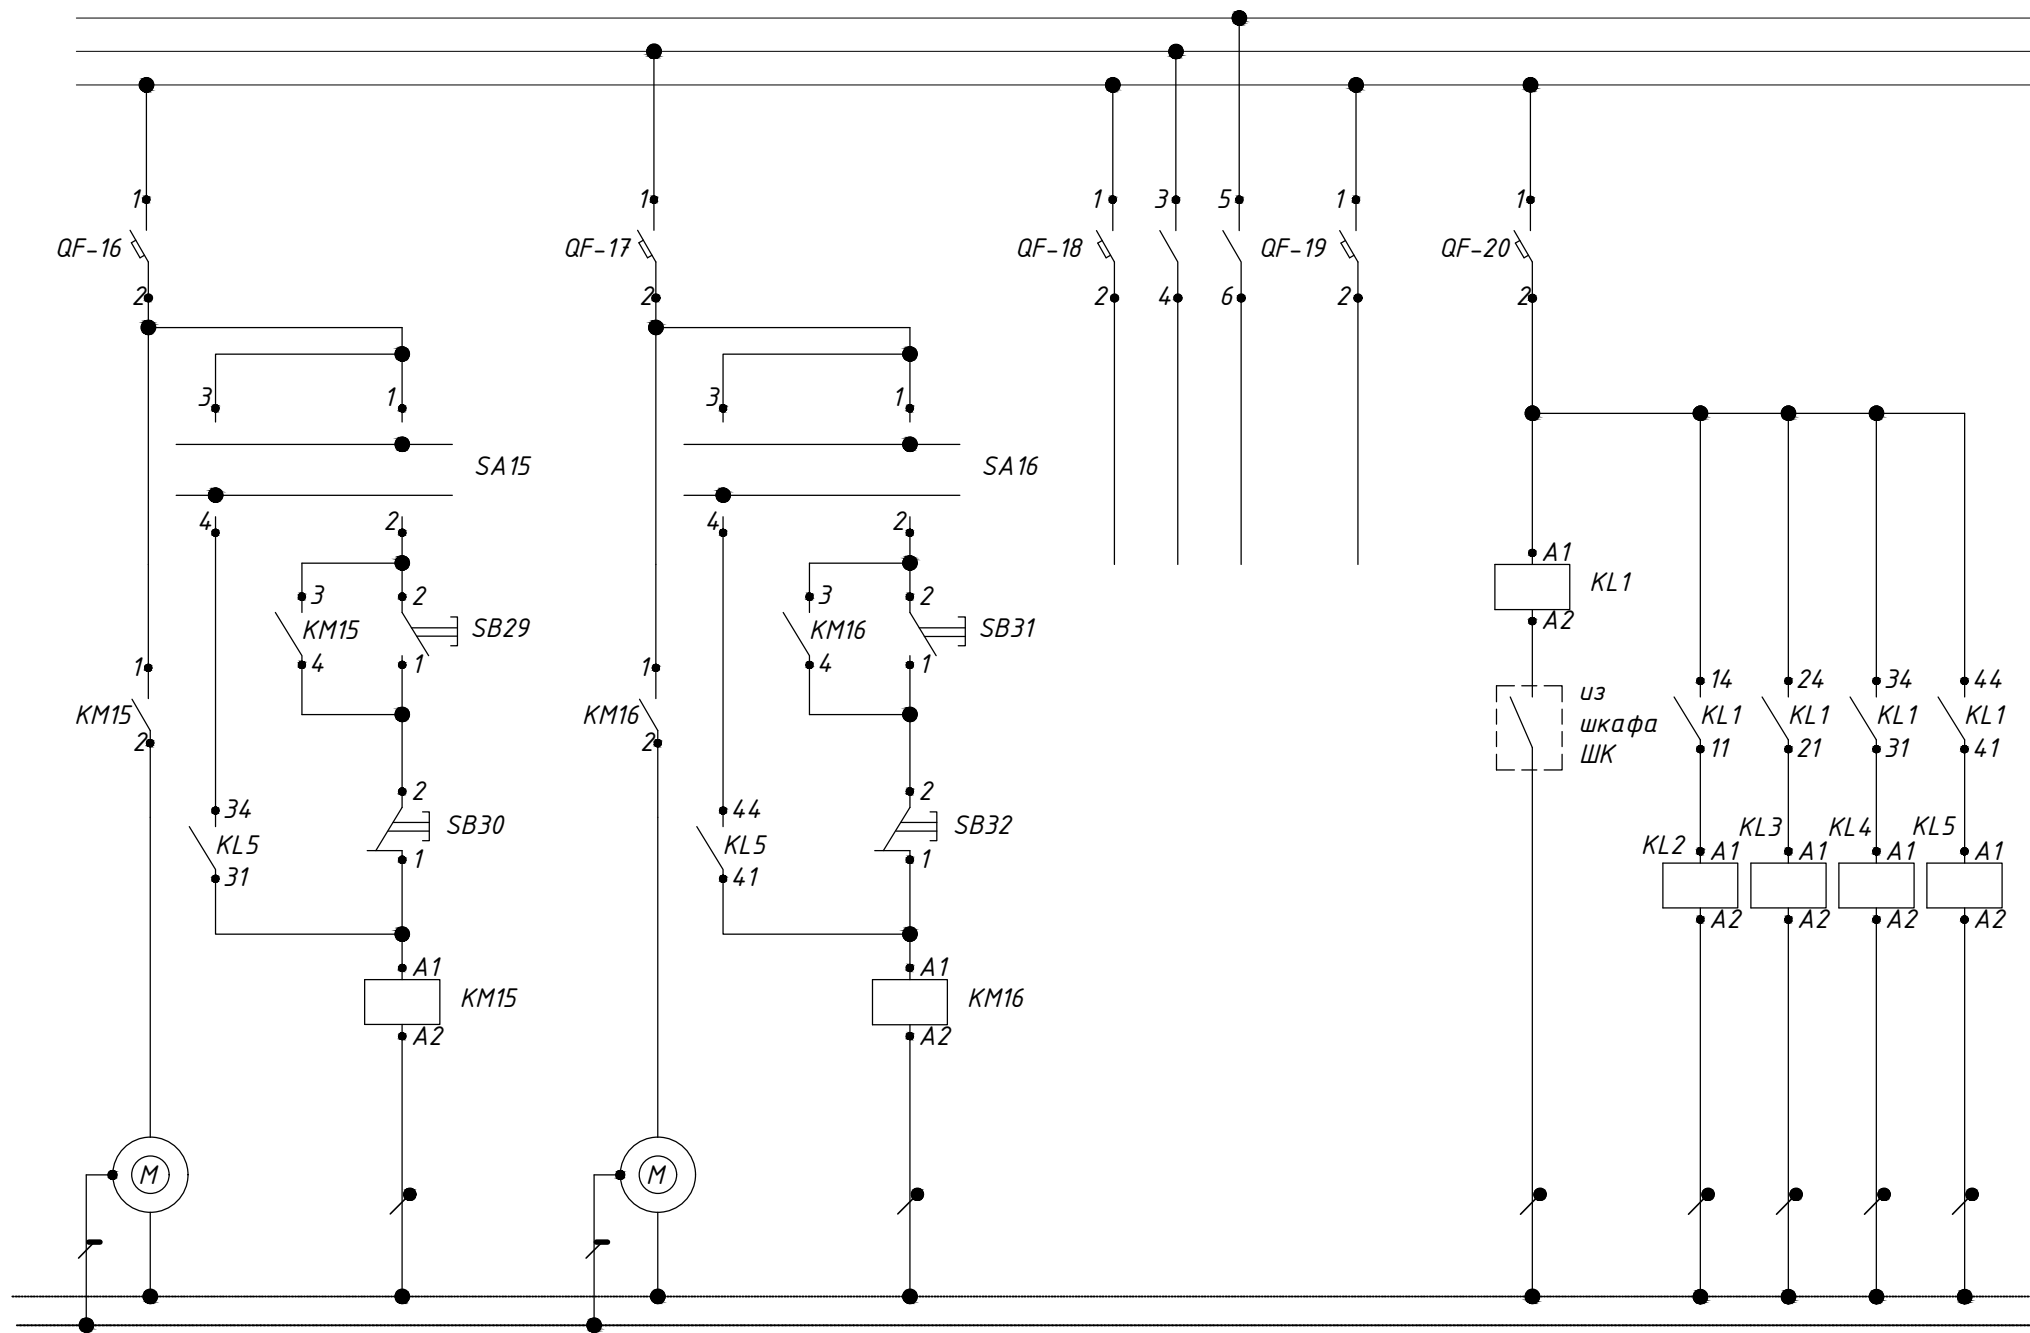 1 1 1 3 5 1 1
QF-16 QF-17 QF-18 QF-19 QF-20
2 2 2 4 6 2 2
3 1 3 1
SA15 SA16
4 2 4 2
A1
KL1
A2
3 2 3 2
KM15 SB29 KM16 SB31
4 1 4 1
1 1
KM15 KM16
2 2
из
шкафа
ШК
14 24 34 44
KL1 KL1 KL1 KL1
11 21 31 41
2 2
SB30 SB32
34 44
KL5 KL5
31 41
1 1
KL2 KL3 KL4 KL5
A1 A1 A1 A1
A2 A2 A2 A2
A1 A1
KM15 KM16
A2 A2
M M